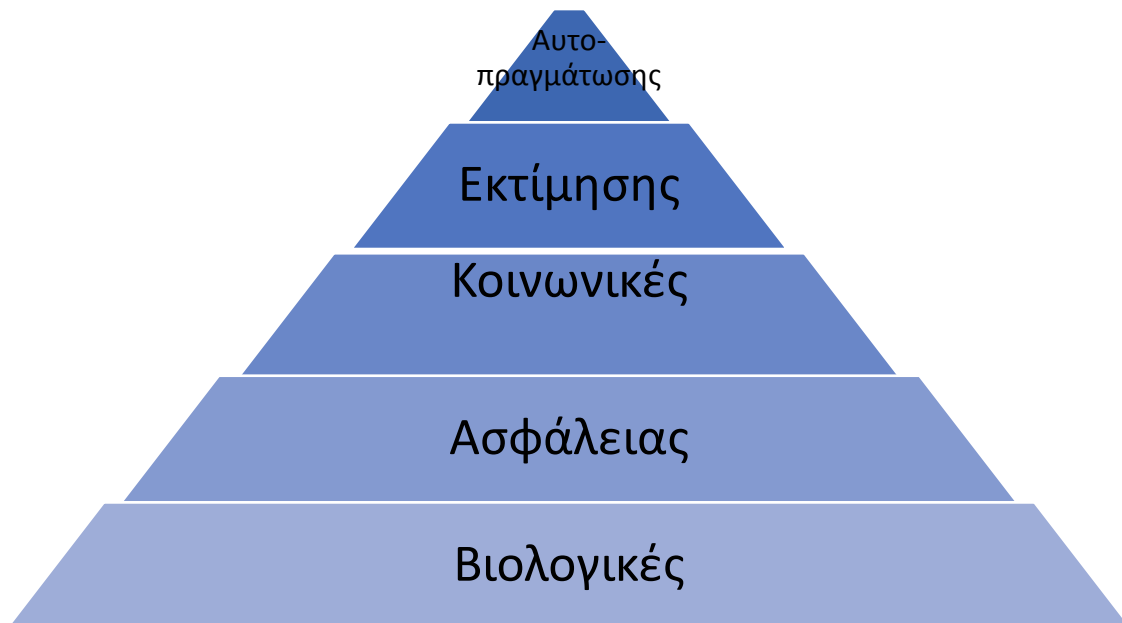 Αυτο-
πραγμάτωσης
Εκτίμησης
Κοινωνικές
Ασφάλειας
Βιολογικές